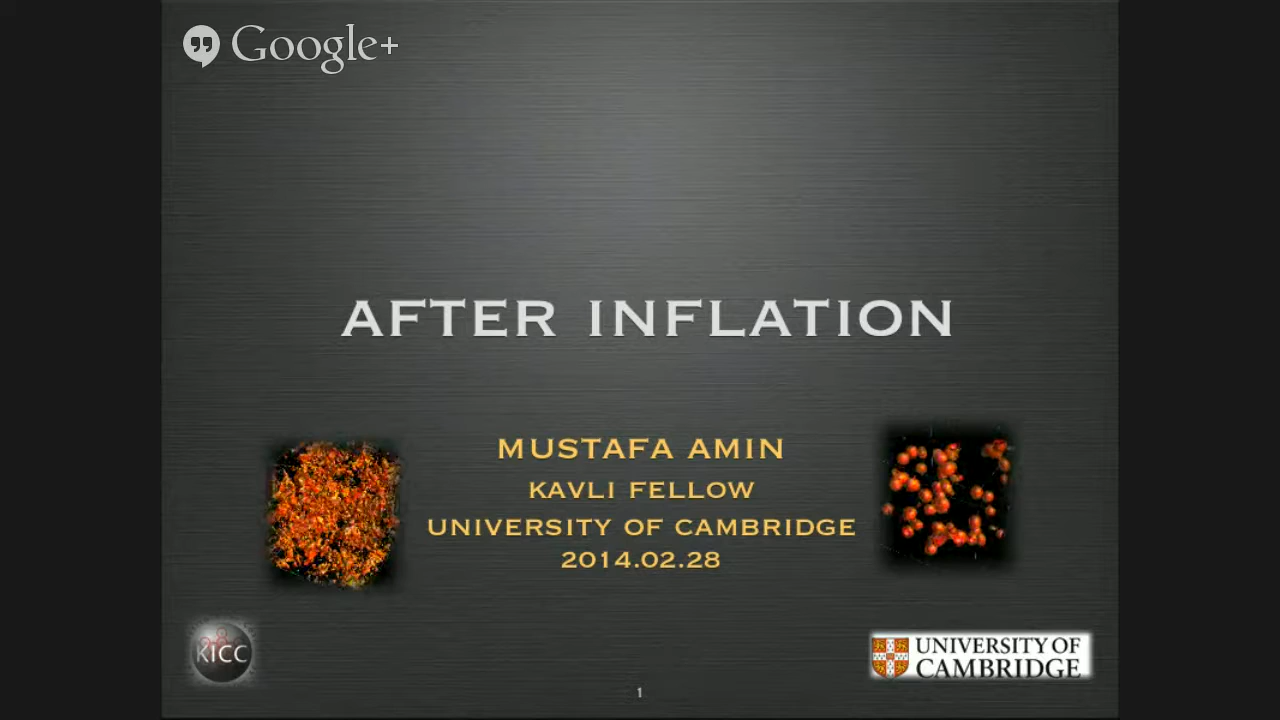 Google+
AFTER INFLATION
MUSTAFA AMIN
KAVLI FELLOW
UNIVERSITY OF CAMBRIDGE
2014.02.28
KICC
UNIVERSITY OF
CAMBRIDGE
1